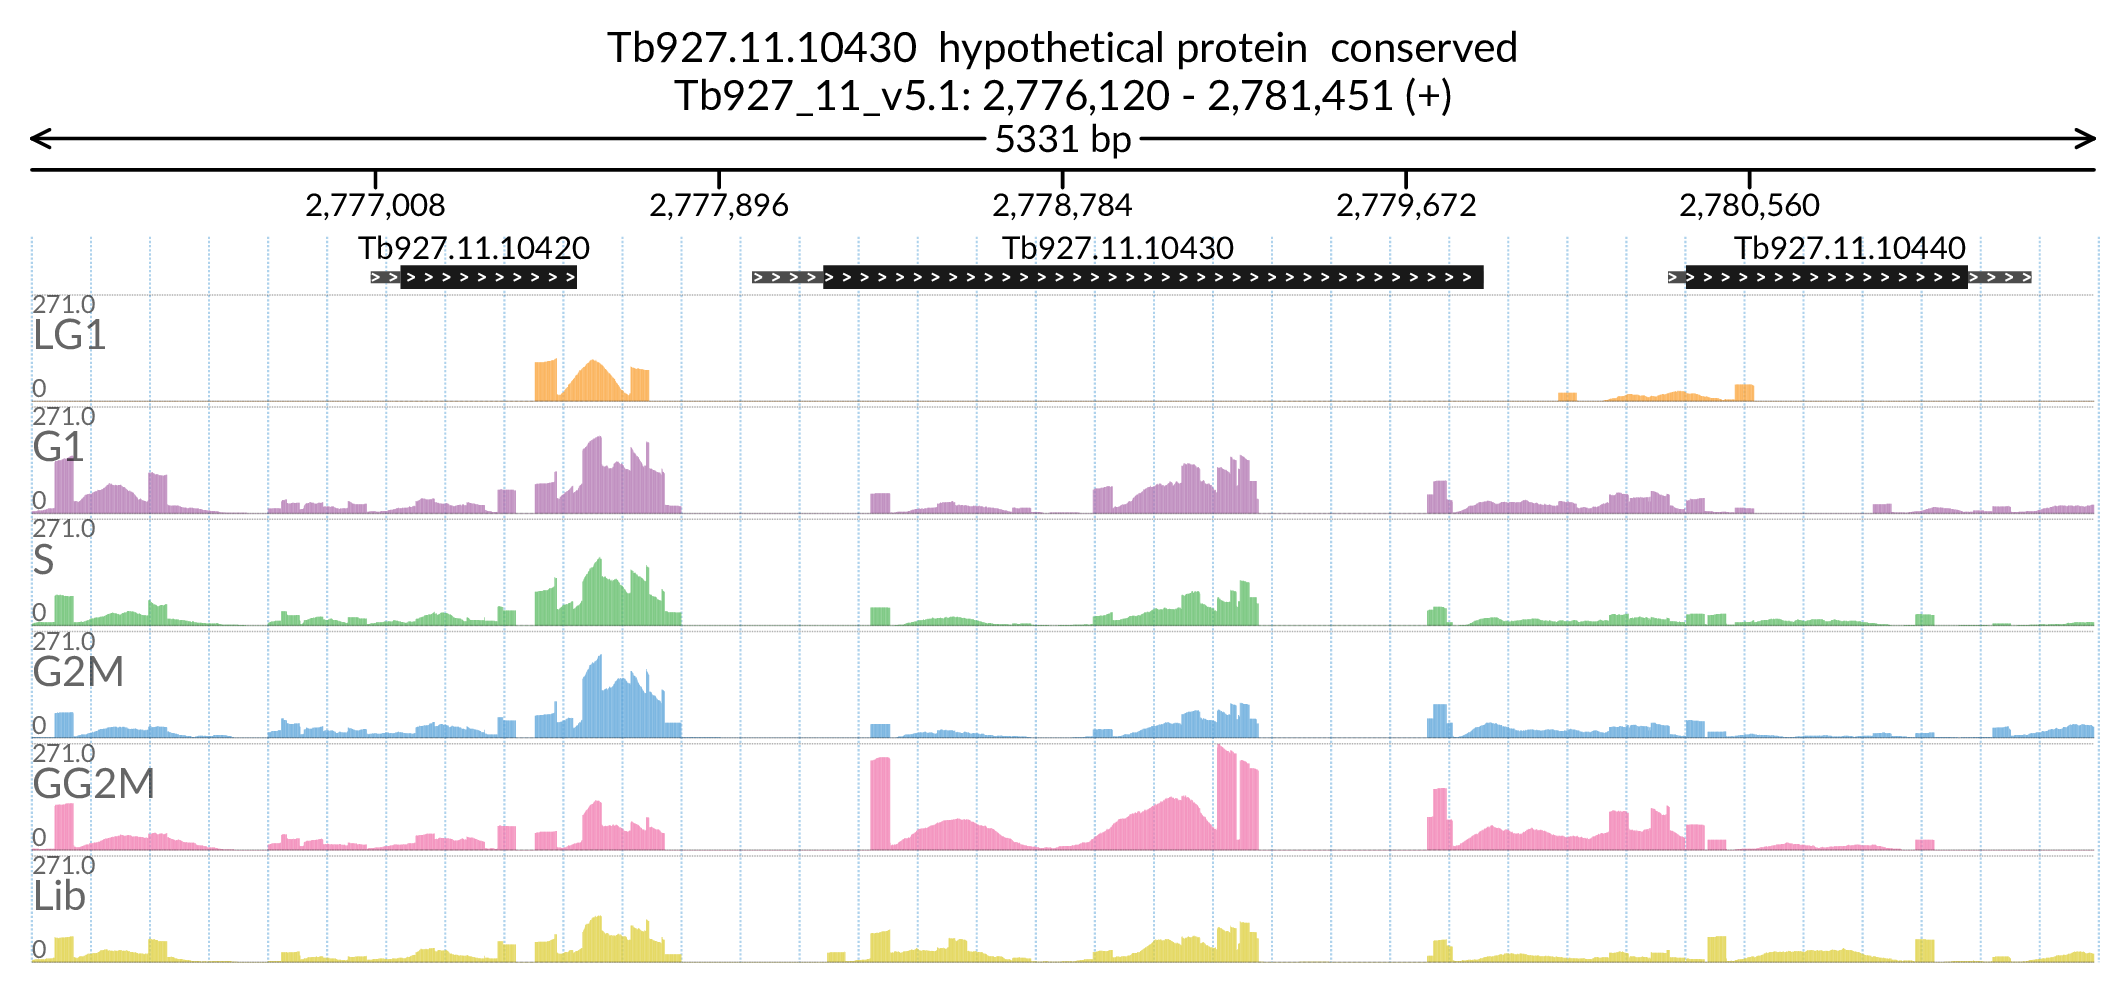 Tb927.11.10430 hypothetical protein conserved
Tb927_11_v5.1: 2,776,120 - 2,781,451 (+)
5331 bp
2,777,008 2,777,896 2,778,784 2,779,672 2,780,560
Tb927.11.10420 Tb927.11.10430 Tb927.11.10440
271.0
LG1
0
271.0
G1
0
271.0
S
0
271.0
G2M
0
271.0
GG2M
0
271.0
Lib
0